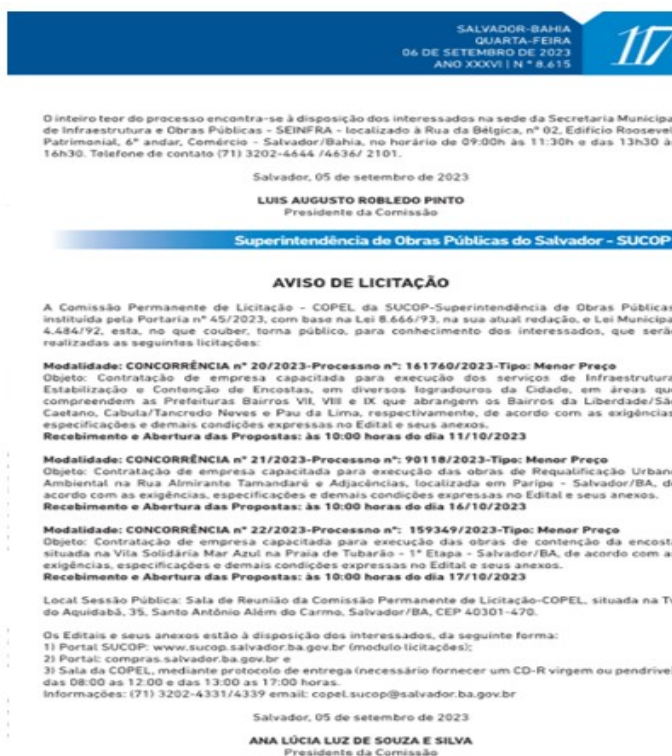 SALVADOR-BAHIA
QUARTA-FEIRA
06 DE SETEMBRO DE 2023
ANO XXXVI | N ° 8.615
117
O inteiro teor do processo encontra-se à disposição dos interessados na sede da Secretaria Municipa
de Infraestrutura e Obras Públicas - SEINFRA - localizado à Rua da Bélgica, nº 02, Edifício Roosevel
Patrimonial, 6° andar, Comércio - Salvador/Bahia, no horário de 09:00h às 11:30h e das 13h30 às
16h30. Telefone de contato (71) 3202-4644 /4636/ 2101.
Salvador, 05 de setembro de 2023
LUIS AUGUSTO ROBLEDO PINTO
Presidente da Comissão
Superintendência de Obras Públicas do Salvador - SUCOP
AVISO DE LICITAÇÃO
A Comissão Permanente de Licitação - COPEL da SUCOP-Superintendência de Obras Públicas
instituída pela Portaria nº 45/2023, com base na Lei 8.666/93, na sua atual redação, e Lei Municipa
4.484/92, esta, no que couber, torna público, para conhecimento dos interessados, que serão
realizadas as seguintes licitações:
Modalidade: CONCORRÊNCIA nº 20/2023-Processno nº: 161760/2023-Tipo: Menor Preço
Objeto: Contratação de empresa capacitada para execução dos serviços de Infraestrutura
Estabilização e Contenção de Encostas, em diversos logradouros da Cidade, em áreas que
compreendem as Prefeituras Bairros VII, VIII e IX que abrangem os Bairros da Liberdade/São
Caetano, Cabula/Tancredo Neves e Pau da Lima, respectivamente, de acordo com as exigências
especificações e demais condições expressas no Edital e seus anexos.
Recebimento e Abertura das Propostas: às 10:00 horas do dia 11/10/2023
Modalidade: CONCORRÊNCIA nº 21/2023-Processno nº: 90118/2023-Tipo: Menor Preço
Objeto: Contratação de empresa capacitada para execução das obras de Requalificação Urbano
Ambiental na Rua Almirante Tamandaré e Adjacências, localizada em Paripe - Salvador/BA, de
acordo com as exigências, especificações e demais condições expressas no Edital e seus anexos.
Recebimento e Abertura das Propostas: às 10:00 horas do dia 16/10/2023
Modalidade: CONCORRÊNCIA nº 22/2023-Processno nº: 159349/2023-Tipo: Menor Preço
Objeto: Contratação de empresa capacitada para execução das obras de contenção da encosta
situada na Vila Solidária Mar Azul na Praia de Tubarão - 1ª Etapa - Salvador/BA, de acordo com as
exigências, especificações e demais condições expressas no Edital e seus anexos.
Recebimento e Abertura das Propostas: às 10:00 horas do dia 17/10/2023
Local Sessão Pública: Sala de Reunião da Comissão Permanente de Licitação-COPEL, situada na Tv
do Aquidabã, 35, Santo Antônio Além do Carmo, Salvador/BA, CEP 40301-470.
Os Editais e seus anexos estão à disposição dos interessados, da seguinte forma:
1) Portal SUCOP: www.sucop.salvador.ba.gov.br (modulo licitações);
2) Portal: compras.salvador.ba.gov.br e
3) Sala da COPEL, mediante protocolo de entrega (necessário fornecer um CD-R virgem ou pendrive)
das 08:00 as 12:00 e das 13:00 as 17:00 horas.
Informações: (71) 3202-4331/4339 email: copel.sucop@salvador.ba.gov.br
Salvador, 05 de setembro de 2023
ANA LÚCIA LUZ DE SOUZA E SILVA
Presidente da Comissão